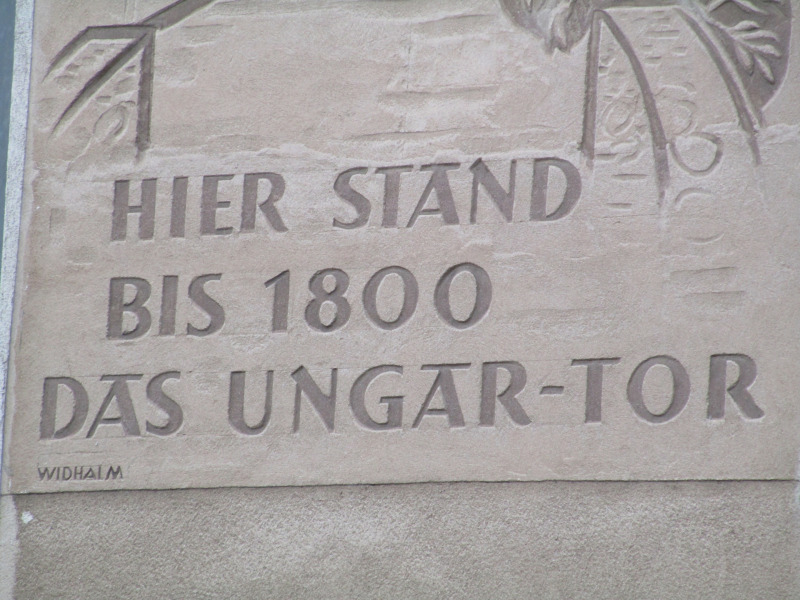 HIER STAND
BIS 1800
DAS UNGAR-TOR
WIDHALM